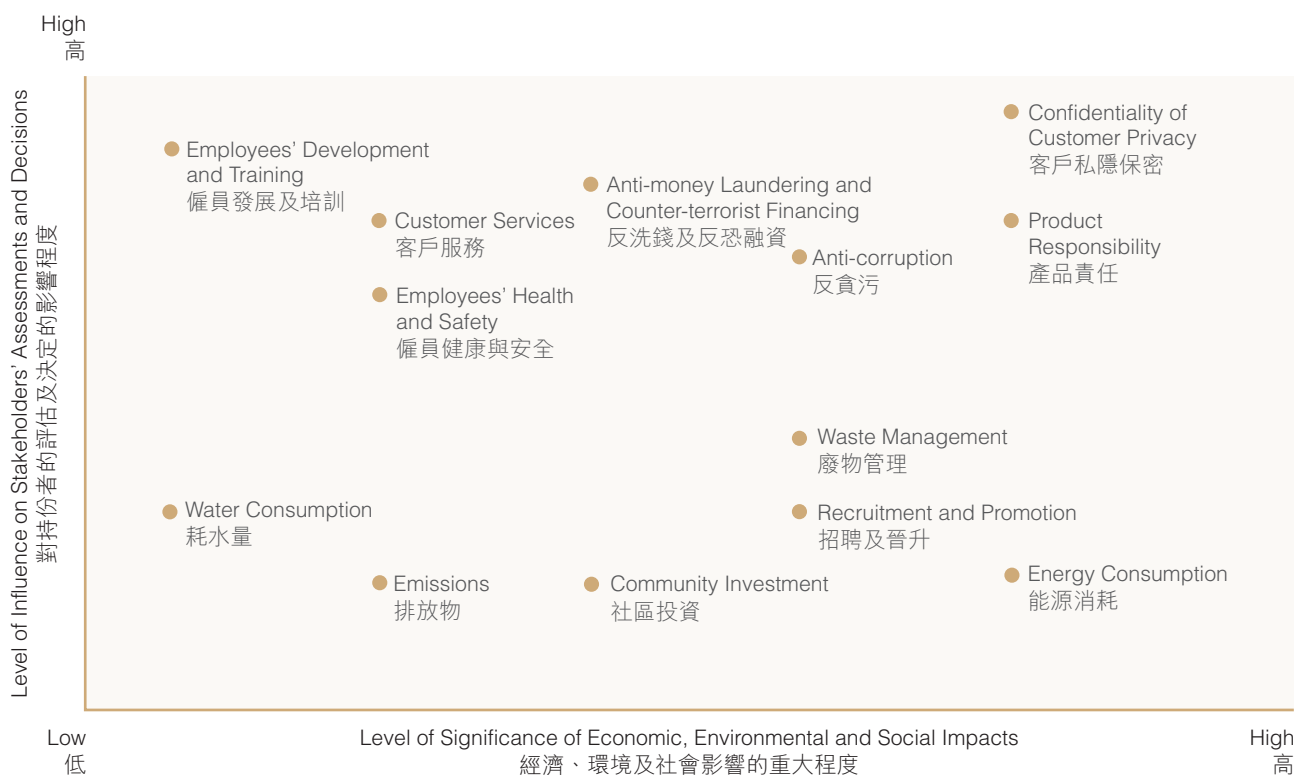 High
高
Level of Influence on Stakeholders' Assessments and Decisions
對持份者的評估及決定的影響程度
Employees' Development
and Training
僱員發展及培訓
Customer Services
客戶服務
Employees' Health
and Safety
僱員健康與安全
Anti-money Laundering and
Counter-terrorist Financing
反洗錢及反恐融資
Anti-corruption
反貪污
Confidentiality of
Customer Privacy
客戶私隱保密
Product
Responsibility
產品責任
Waste Management
廢物管理
Water Consumption
耗水量
Recruitment and Promotion
招聘及晉升
Emissions
排放物
Community Investment
社區投資
Energy Consumption
能源消耗
Low
低
Level of Significance of Economic, Environmental and Social Impacts
經濟、環境及社會影響的重大程度
High
高